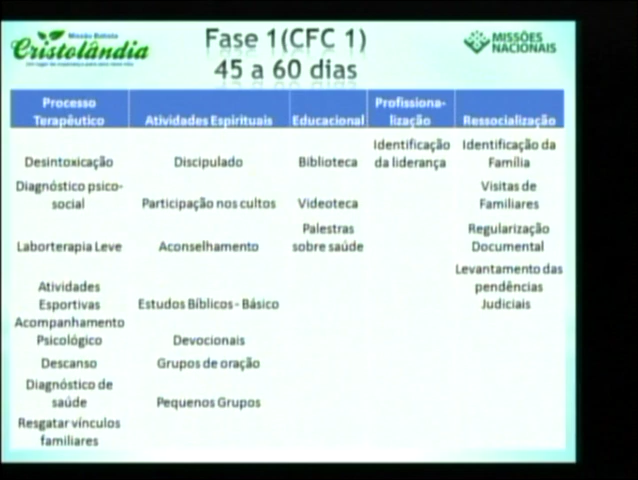 Missão Batista
Cristolândia
Fase 1(CFC 1)
45 a 60 dias
MISSÕES
NACIONAIS
Processo
Terapêutico
Atividades Espirituais
Educacional
Profissiona-
lização
Ressocialização
Desintoxicação
Discipulado
Biblioteca
Identificação
da liderança
Identificação da
Família
Diagnóstico psico-
social
Participação nos cultos
Videoteca
Visitas de
Familiares
Laborterapia Leve
Aconselhamento
Palestras
sobre saúde
Regularização
Documental
Atividades
Esportivas
Estudos Bíblicos - Básico
Levantamento das
pendências
Judiciais
Acompanhamento
Psicológico
Devocionais
Descanso
Grupos de oração
Diagnóstico de
saúde
Pequenos Grupos
Resgatar vínculos
familiares